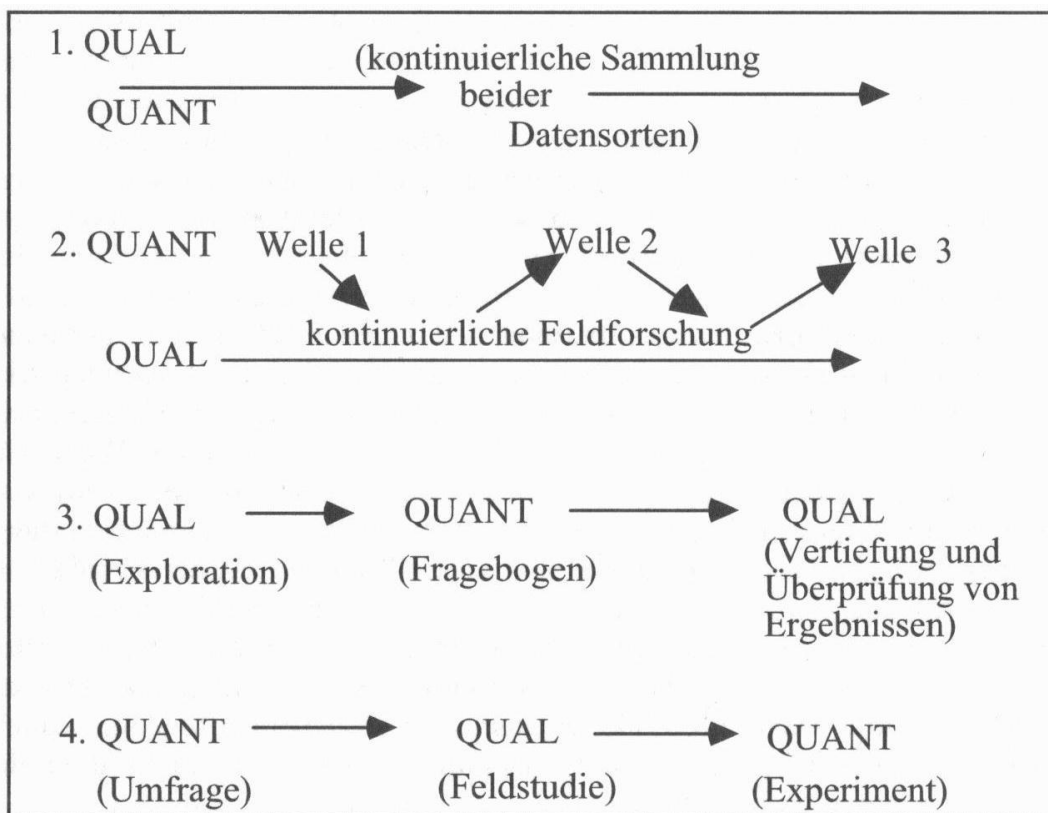 1. QUAL
(kontinuierliche Sammlung
beider
QUANT
Datensorten)
2. QUANT Welle 1 Welle 2 Welle 3
kontinuierliche Feldforschung
QUAL
3. QUAL QUANT QUAL
(Exploration) (Fragebogen) (Vertiefung und
Überprüfung von
Ergebnissen)
4. QUANT QUAL QUANT
(Umfrage) (Feldstudie) (Experiment)